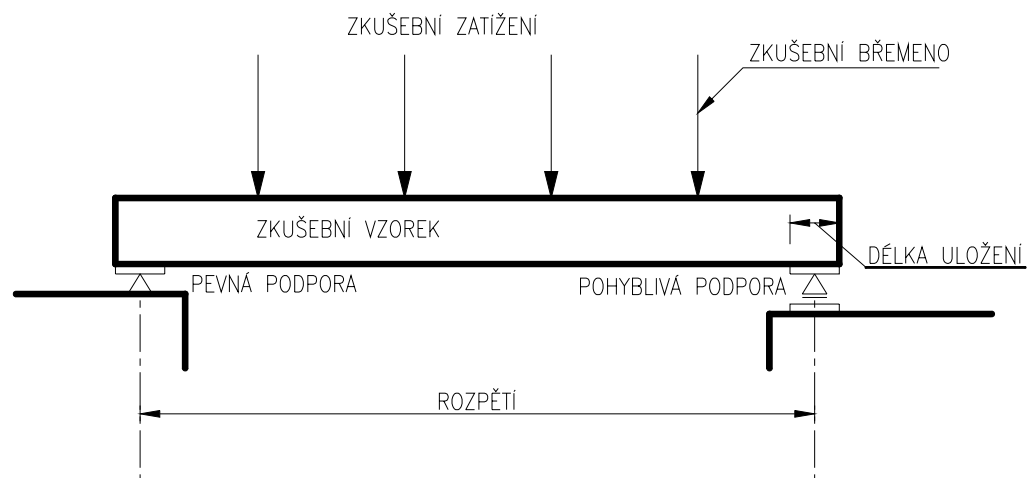 ZKUŠEBNÍ ZATÍŽENÍ
ZKUŠEBNÍ BŘEMENO
ZKUŠEBNÍ VZOREK
DÉLKA ULOŽENÍ
PEVNÁ PODPORA
POHYBLIVÁ PODPORA
ROZPĚTÍ